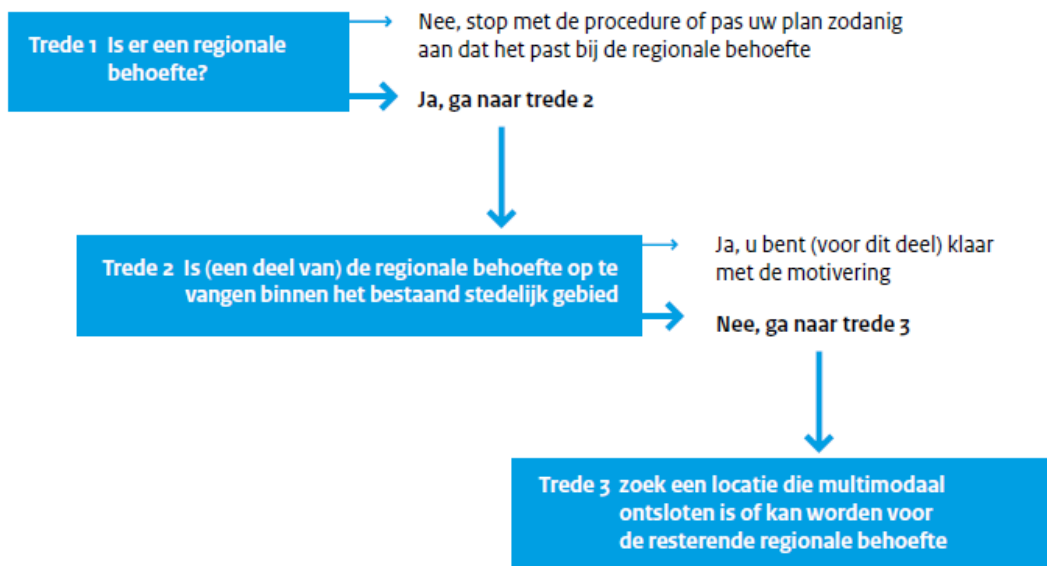 Trede 1 Is er een regionale
behoefte?
Nee, stop met de procedure of pas uw plan zodanig
aan dat het past bij de regionale behoefte
Ja, ga naar trede 2
Trede 2 Is (een deel van) de regionale behoefte op te
vangen binnen het bestaand stedelijk gebied
Ja, u bent (voor dit deel) klaar
met de motivering
Nee, ga naar trede 3
Trede 3 zoek een locatie die multimodaal
ontsloten is of kan worden voor
de resterende regionale behoefte